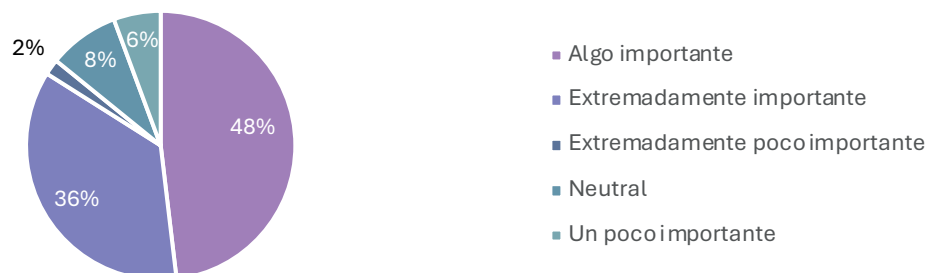 6%
2%
8%
48%
36%
Algo importante
Extremadamente importante
Extremadamente poco importante
Neutral
Un poco importante